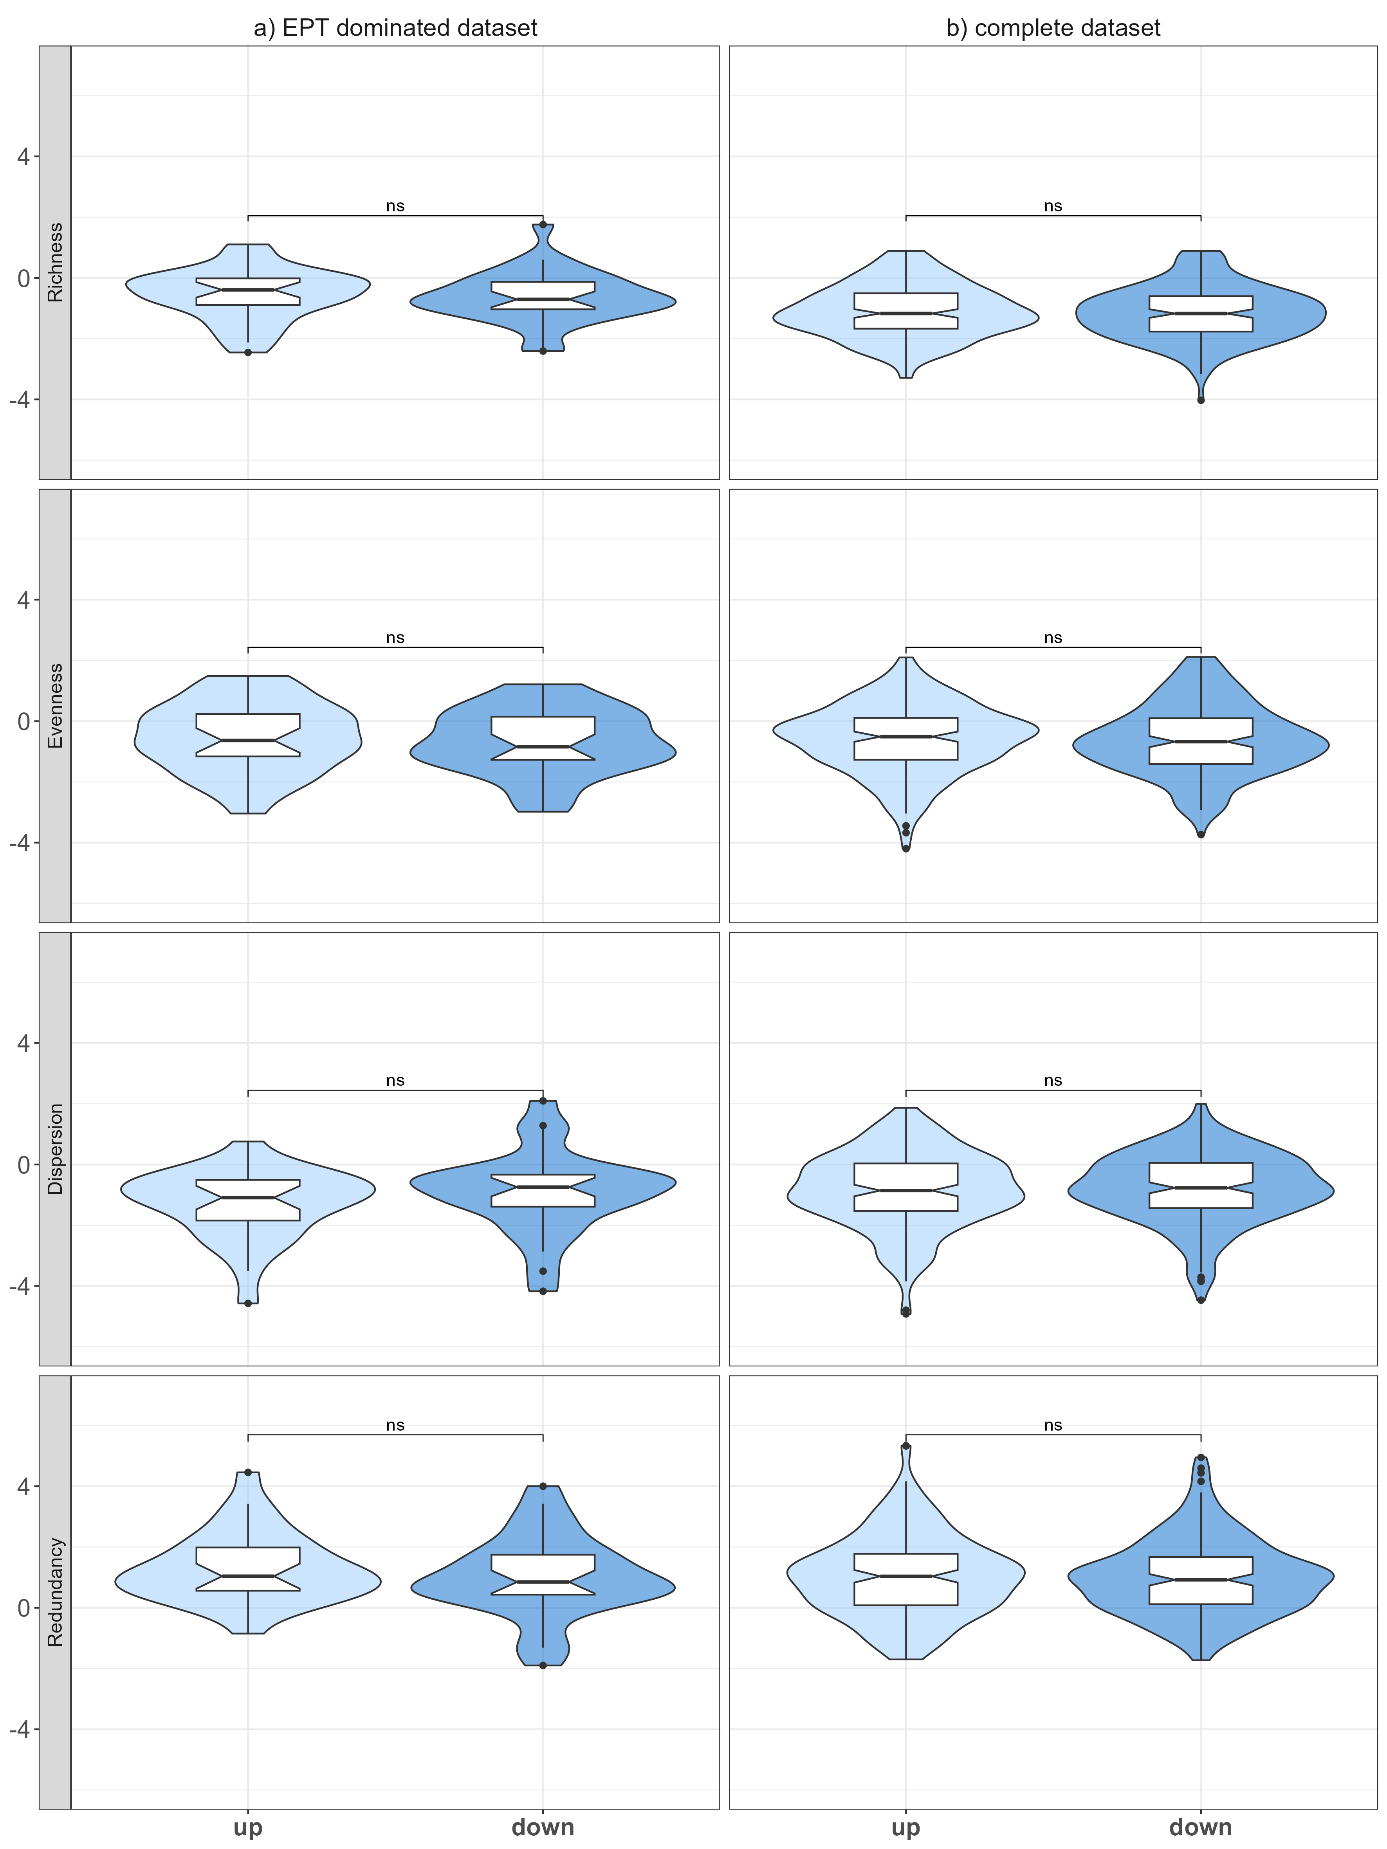 a) EPT dominated dataset
b) complete dataset
Richness
4
0
-4
ns
ns
Evenness
4
0
-4
ns
ns
Dispersion
4
0
-4
ns
ns
Redundancy
4
0
-4
ns
ns
up
down
up
down